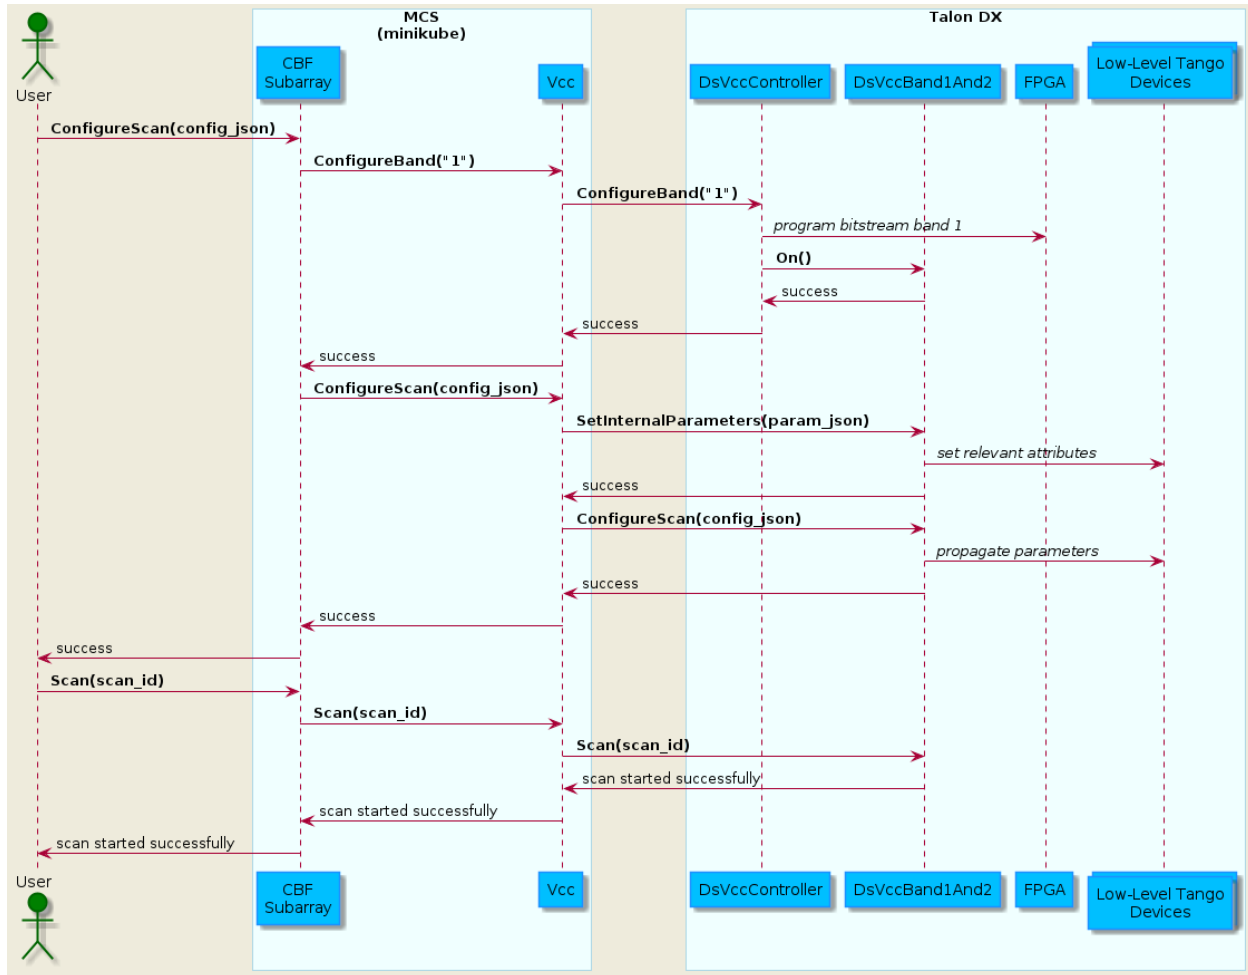 MCS
(minikube)
Talon DX
User
CBF
Subarray
Vcc
DsVccController
DsVccBand1And2
FPGA
Low-Level Tango
Devices
ConfigureScan(config_json)
ConfigureBand("1")
ConfigureBand("1")
program bitstream band 1
On()
success
success
success
ConfigureScan(config_json)
SetInternalParameters(param_json)
set relevant attributes
success
ConfigureScan(config_json)
propagate parameters
success
success
success
Scan(scan_id)
Scan(scan_id)
Scan(scan_id)
scan started successfully
scan started successfully
scan started successfully
User
CBF
Subarray
Vcc
DsVccController
DsVccBand1And2
FPGA
Low-Level Tango
Devices